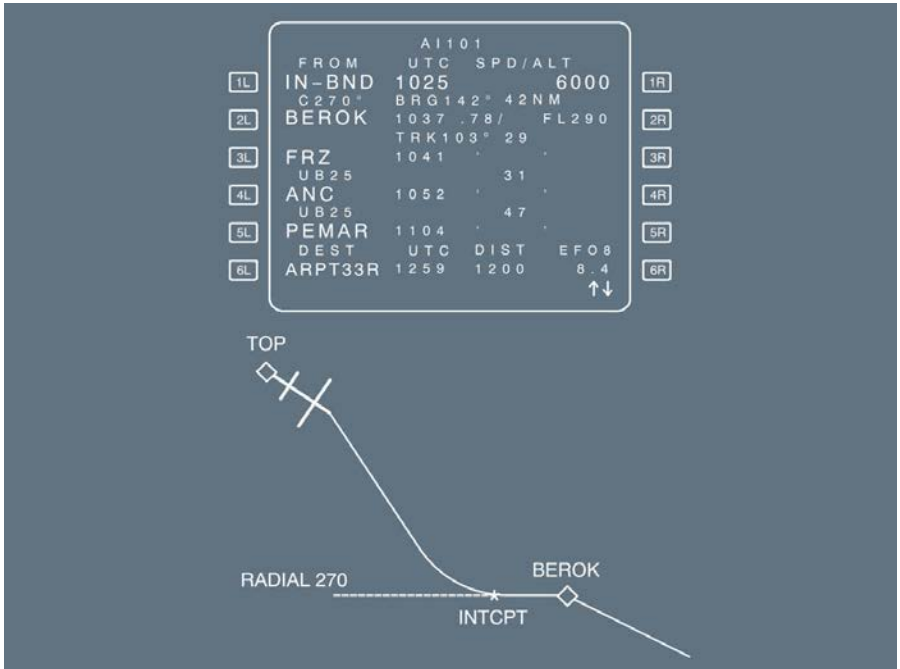 AI101
FROM UTC SPD/ALT
1L IN-BND 1025 6000 1R
C270° BRG142° 42NM
2L BEROK 1037 .78/ FL290 2R
TRK103° 29
3L FRZ 1041 ' ' 3R
UB25 31
4L ANC 1052 ' ' 4R
UB25 47
5L PEMAR 1104 ' ' 5R
DEST UTC DIST EFO8
6L ARPT33R 1259 1200 8.4 6R
↑↓
TOP
BEROK
RADIAL 270
INTCPT